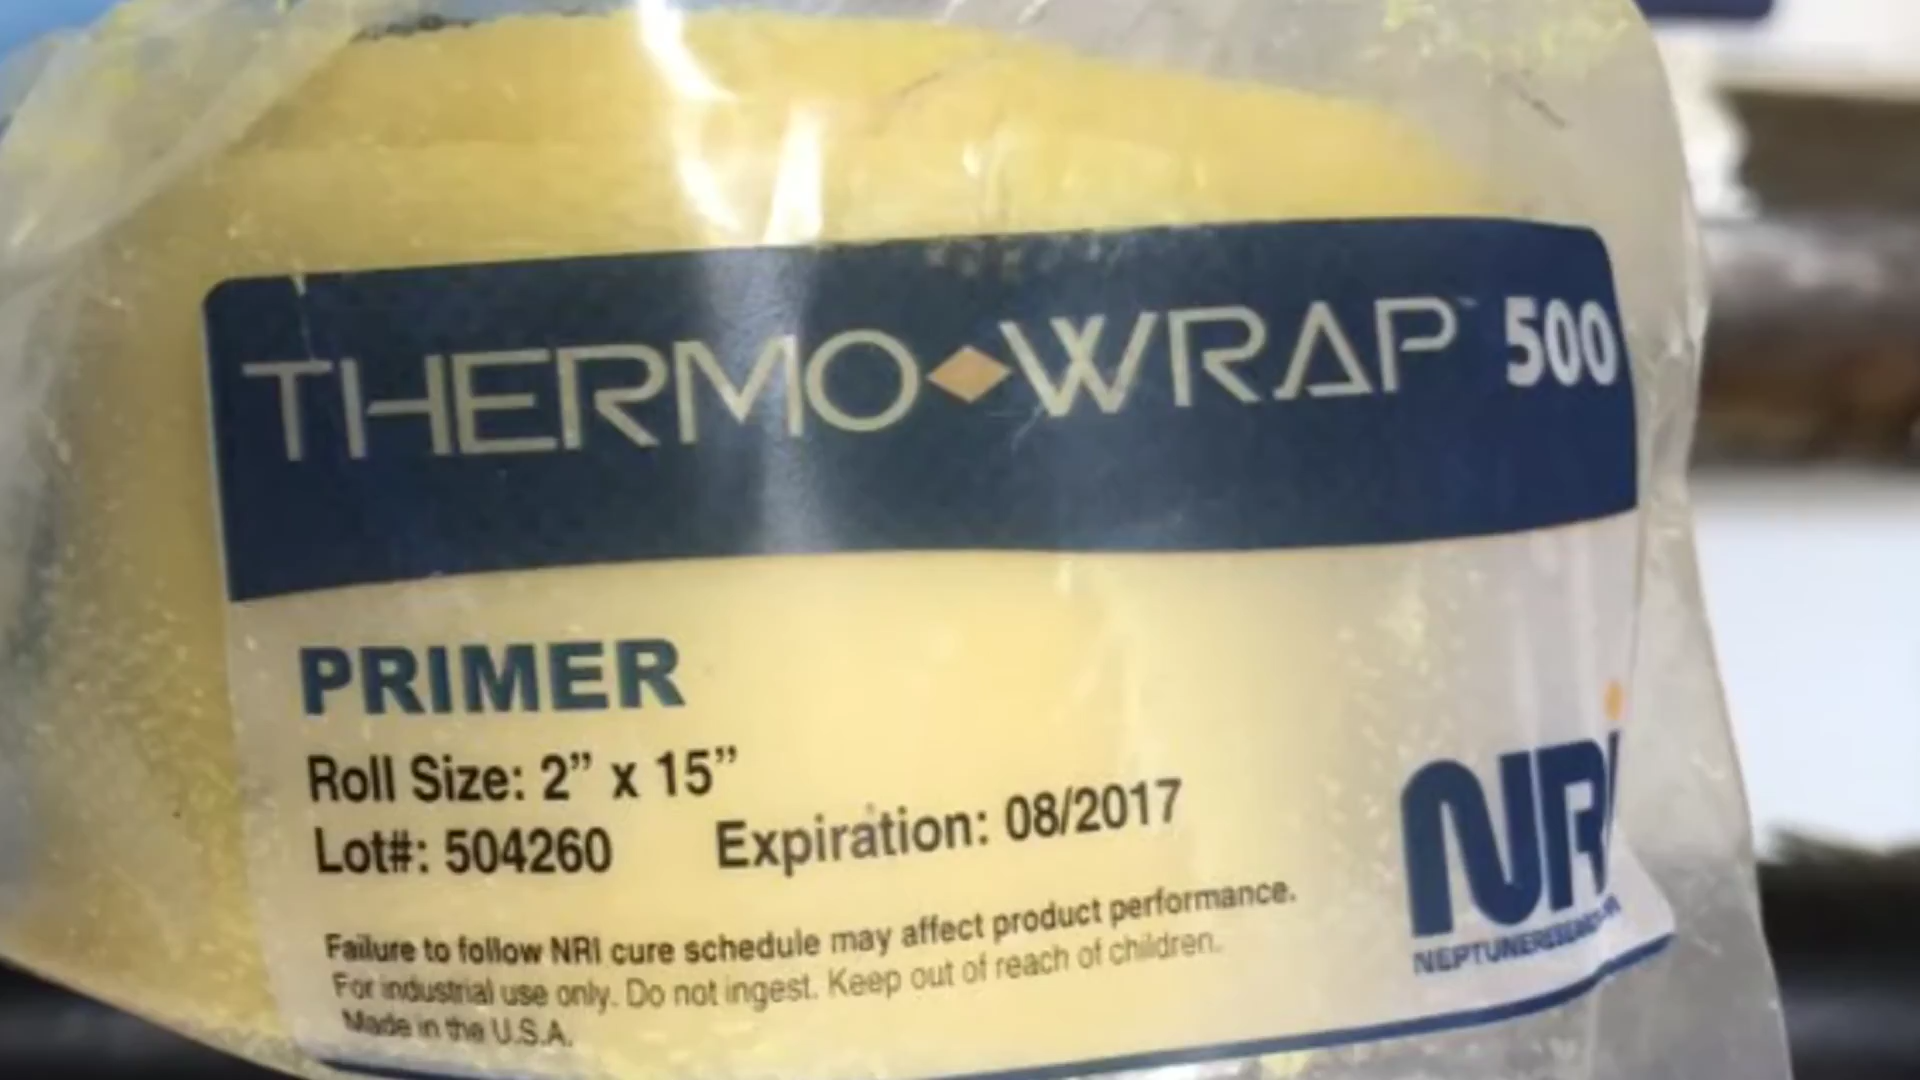 THERMO◆WRAP™ 500
PRIMER
Roll Size: 2” x 15”
Lot#: 504260 Expiration: 08/2017
Failure to follow NRI cure schedule may affect product performance.
For industrial use only. Do not ingest. Keep out of reach of children.
Made in the U.S.A.
NRi